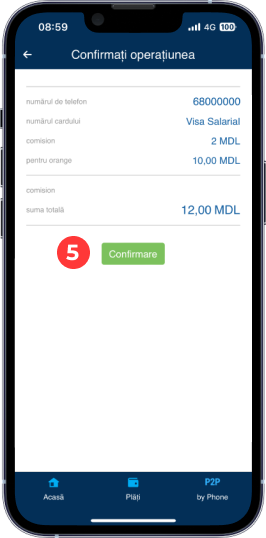 08:59 4G 100
← Confirmați operațiunea
numărul de telefon 68000000
numărul cardului Visa Salarial
comision 2 MDL
pentru orange 10,00 MDL
comision
suma totală 12,00 MDL
5 Confirmare
P2P
Acasă Plăți by Phone